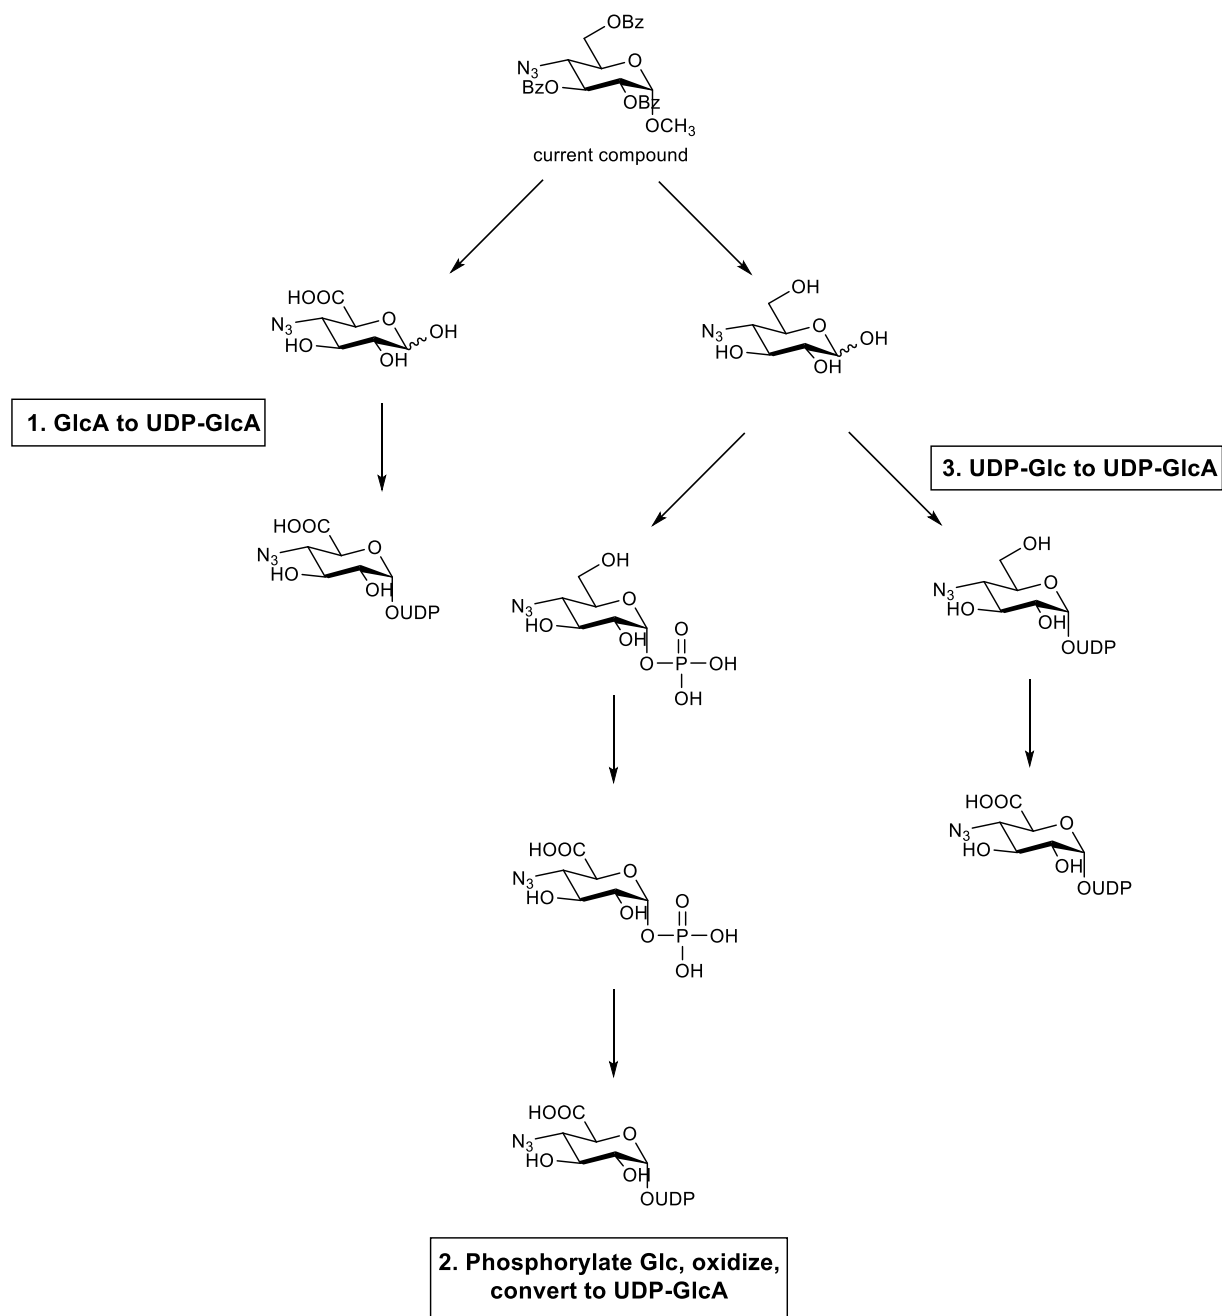 OBz
O
N3
BzO
OBz
OCH3
current compound
HOOC
O
N3
OH
HO
OH
OH
O
N3
OH
HO
OH
1. GlcA to UDP-GlcA
3. UDP-Glc to UDP-GlcA
HOOC
O
N3
HO
OH
OUDP
OH
O
N3
HO
OH
O
O P OH
OH
OH
O
N3
HO
OH
OUDP
HOOC
O
N3
HO
OH
O
O P OH
OH
HOOC
O
N3
HO
OH
OUDP
HOOC
O
N3
HO
OH
OUDP
2. Phosphorylate Glc, oxidize,
convert to UDP-GlcA